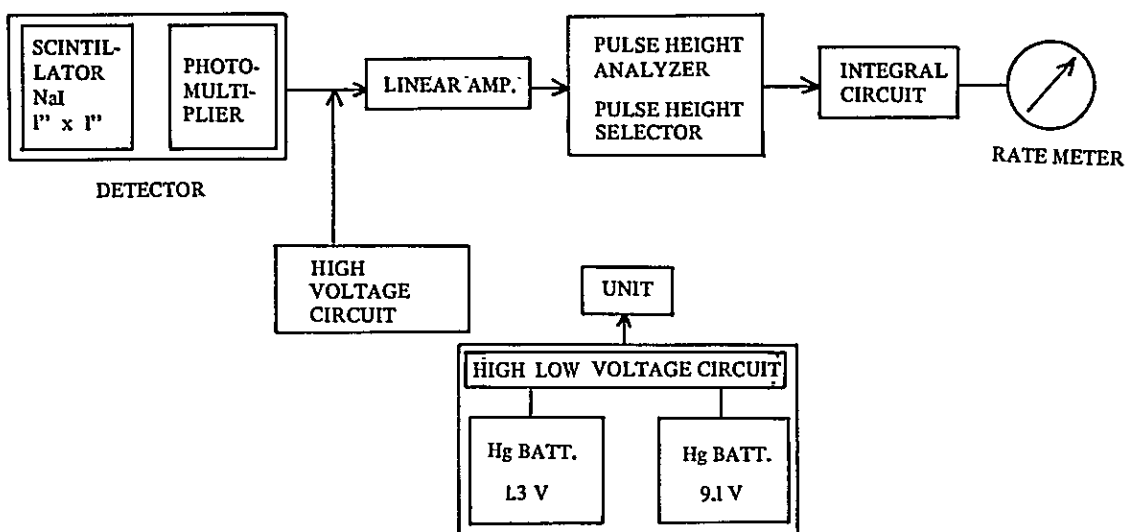 SCINTIL-
LATOR
NaI
1" x 1"
PHOTO-
MULTI-
PLIER
DETECTOR
LINEAR AMP.
PULSE HEIGHT
ANALYZER
PULSE HEIGHT
SELECTOR
INTEGRAL
CIRCUIT
RATE METER
HIGH
VOLTAGE
CIRCUIT
UNIT
HIGH LOW VOLTAGE CIRCUIT
Hg BATT.
1.3 V
Hg BATT.
9.1 V